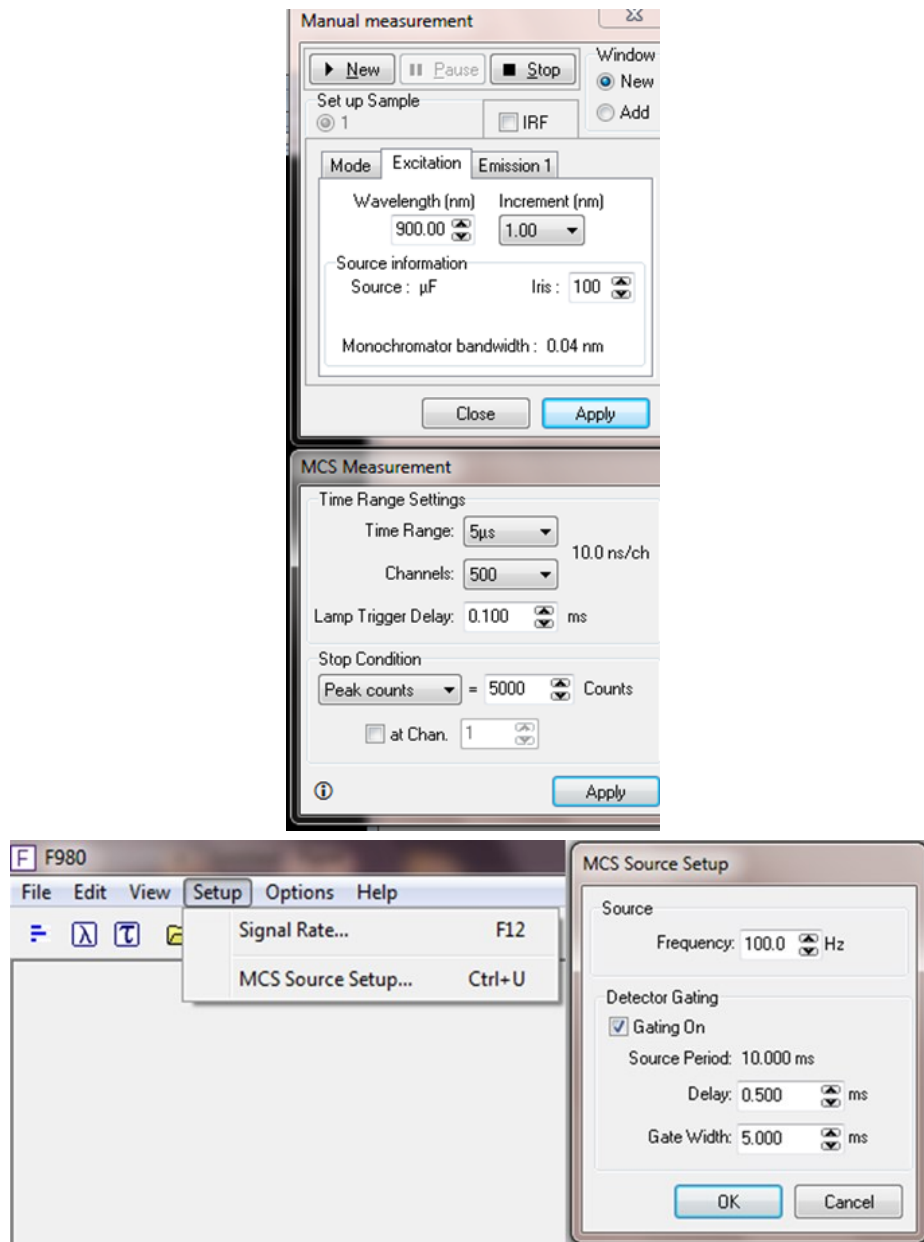 Manual measurement
New Pause Stop
Window
New
Add
Set up Sample
1
IRF
Mode Excitation Emission 1
Wavelength (nm) Increment (nm)
900.00 1.00
Source information
Source : µF Iris : 100
Monochromator bandwidth : 0.04 nm
Close Apply
MCS Measurement
Time Range Settings
Time Range: 5µs
10.0 ns/ch
Channels: 500
Lamp Trigger Delay: 0.100 ms
Stop Condition
Peak counts = 5000 Counts
at Chan. 1
Apply
F F980
File Edit View Setup Options Help
λ τ
Signal Rate... F12
MCS Source Setup... Ctrl+U
MCS Source Setup
Source
Frequency: 100.0 Hz
Detector Gating
Gating On
Source Period: 10.000 ms
Delay: 0.500 ms
Gate Width: 5.000 ms
OK Cancel